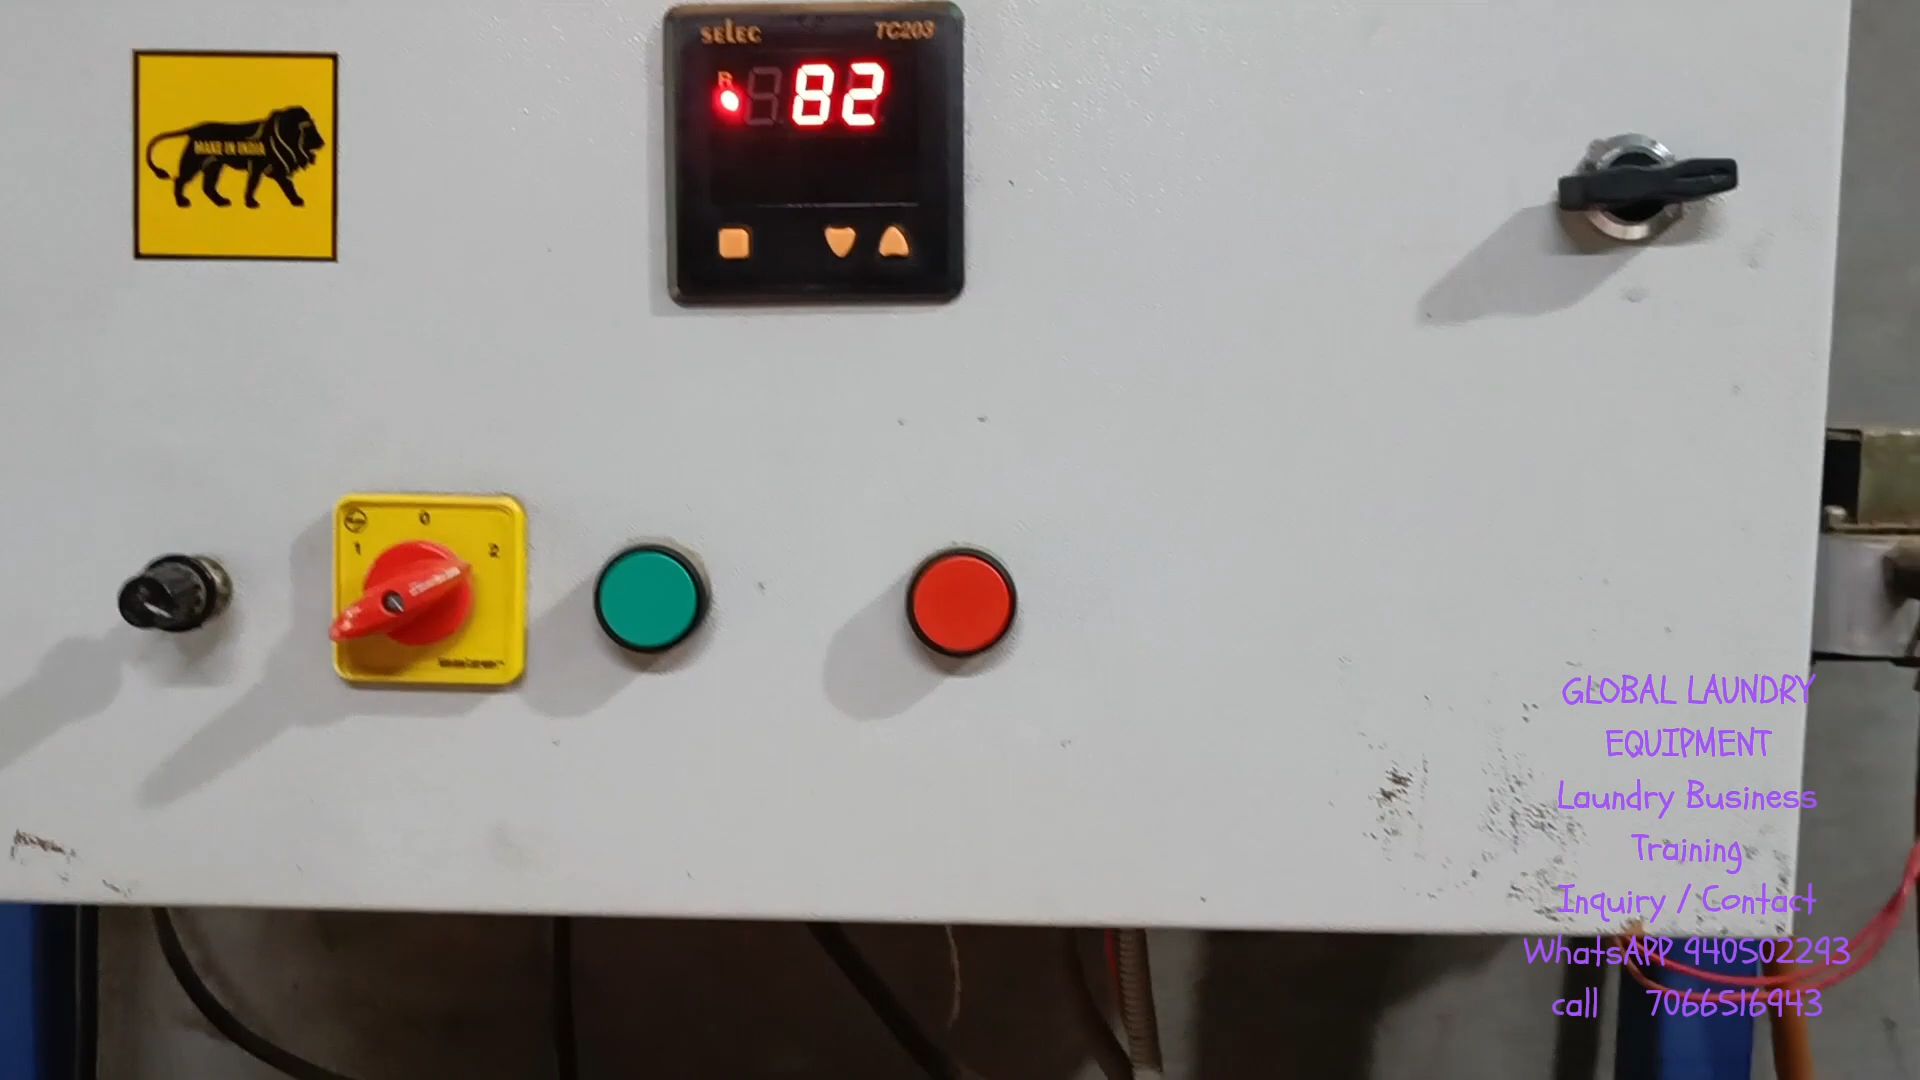 selec TC203
R
82
MAKE IN INDIA
0
1 2
GLOBAL LAUNDRY
EQUIPMENT
Laundry Business
Training
Inquiry / Contact
WhatsAPP 940502293
call 7066516943